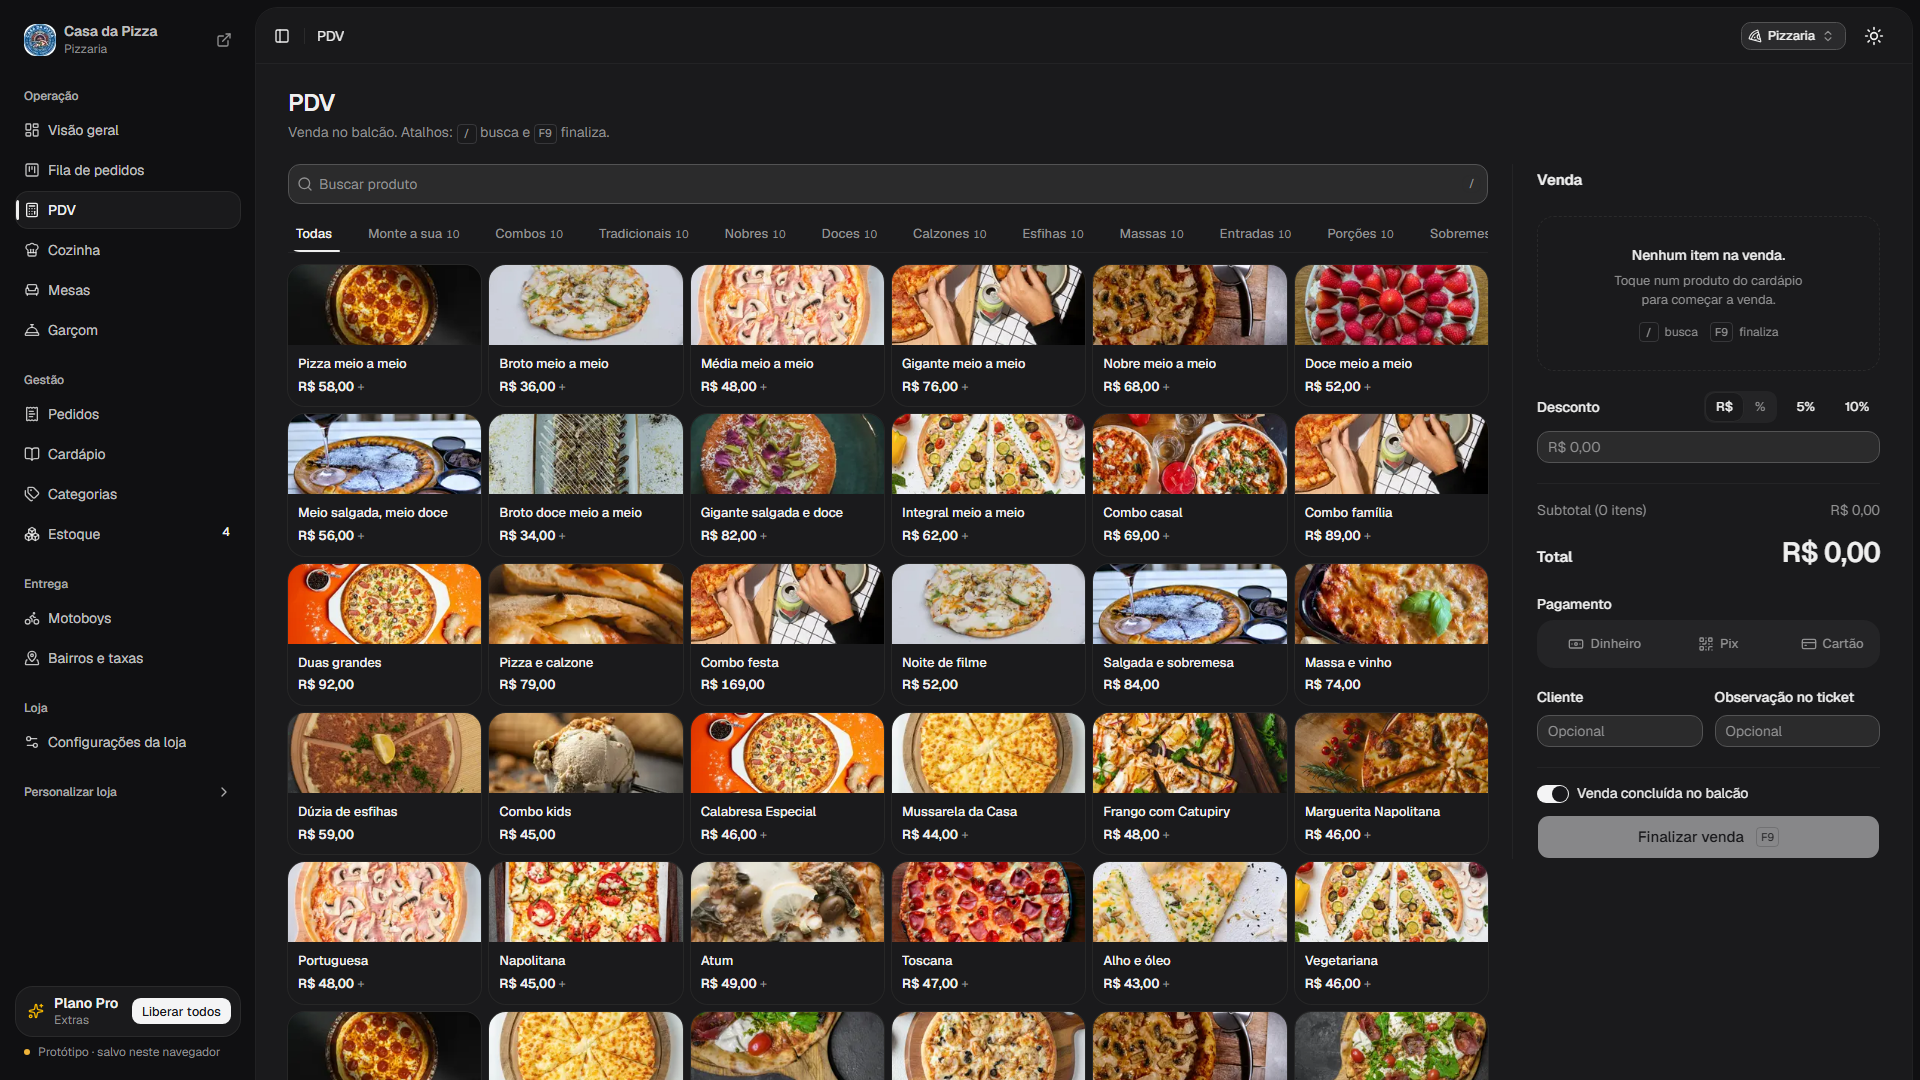 Casa da Pizza
Pizzaria
Operação
Visão geral
Fila de pedidos
PDV
Cozinha
Mesas
Garçom
Gestão
Pedidos
Cardápio
Categorias
Estoque 4
Entrega
Motoboys
Bairros e taxas
Loja
Configurações da loja
Personalizar loja
Plano Pro
Extras
Liberar todos
Protótipo · salvo neste navegador
PDV
Pizzaria
PDV
Venda no balcão. Atalhos: / busca e F9 finaliza.
Buscar produto /
Todas Monte a sua 10 Combos 10 Tradicionais 10 Nobres 10 Doces 10 Calzones 10 Esfihas 10 Massas 10 Entradas 10 Porções 10 Sobremes
Pizza meio a meio Broto meio a meio Média meio a meio Gigante meio a meio Nobre meio a meio Doce meio a meio
R$ 58,00 + R$ 36,00 + R$ 48,00 + R$ 76,00 + R$ 68,00 + R$ 52,00 +
Meio salgada, meio doce Broto doce meio a meio Gigante salgada e doce Integral meio a meio Combo casal Combo família
R$ 56,00 + R$ 34,00 + R$ 82,00 + R$ 62,00 + R$ 69,00 + R$ 89,00 +
Duas grandes Pizza e calzone Combo festa Noite de filme Salgada e sobremesa Massa e vinho
R$ 92,00 R$ 79,00 R$ 169,00 R$ 52,00 R$ 84,00 R$ 74,00
Dúzia de esfihas Combo kids Calabresa Especial Mussarela da Casa Frango com Catupiry Marguerita Napolitana
R$ 59,00 R$ 45,00 R$ 46,00 + R$ 44,00 + R$ 48,00 + R$ 46,00 +
Portuguesa Napolitana Atum Toscana Alho e óleo Vegetariana
R$ 48,00 + R$ 45,00 + R$ 49,00 + R$ 47,00 + R$ 43,00 + R$ 46,00 +
Venda
Nenhum item na venda.
Toque num produto do cardápio
para começar a venda.
/ busca F9 finaliza
Desconto R$ % 5% 10%
R$ 0,00
Subtotal (0 itens) R$ 0,00
Total R$ 0,00
Pagamento
Dinheiro Pix Cartão
Cliente Observação no ticket
Opcional Opcional
Venda concluída no balcão
Finalizar venda F9